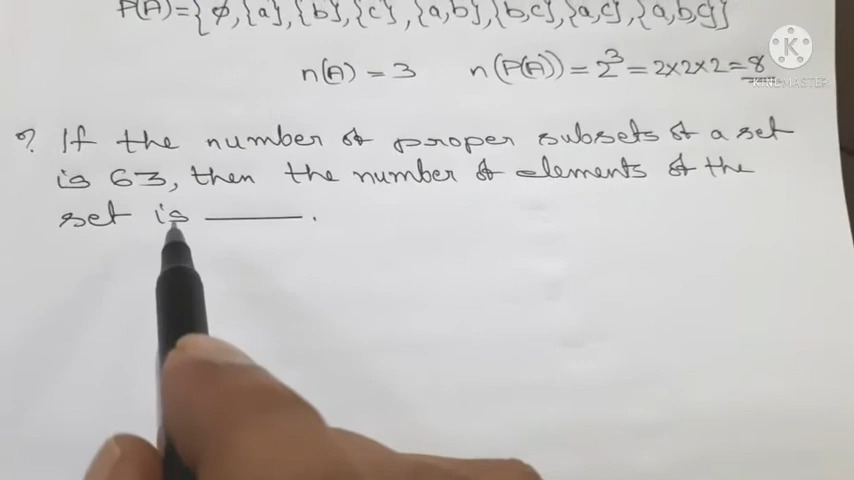 P(A)={ϕ,{a},{b},{c},{a,b},{b,c},{a,c},{a,b,c}}
n(A) = 3 n(P(A)) = 2³ = 2×2×2 = 8
K
KINEMASTER
? If the number of proper subsets of a set
is 63, then the number of elements of the
set is ______.